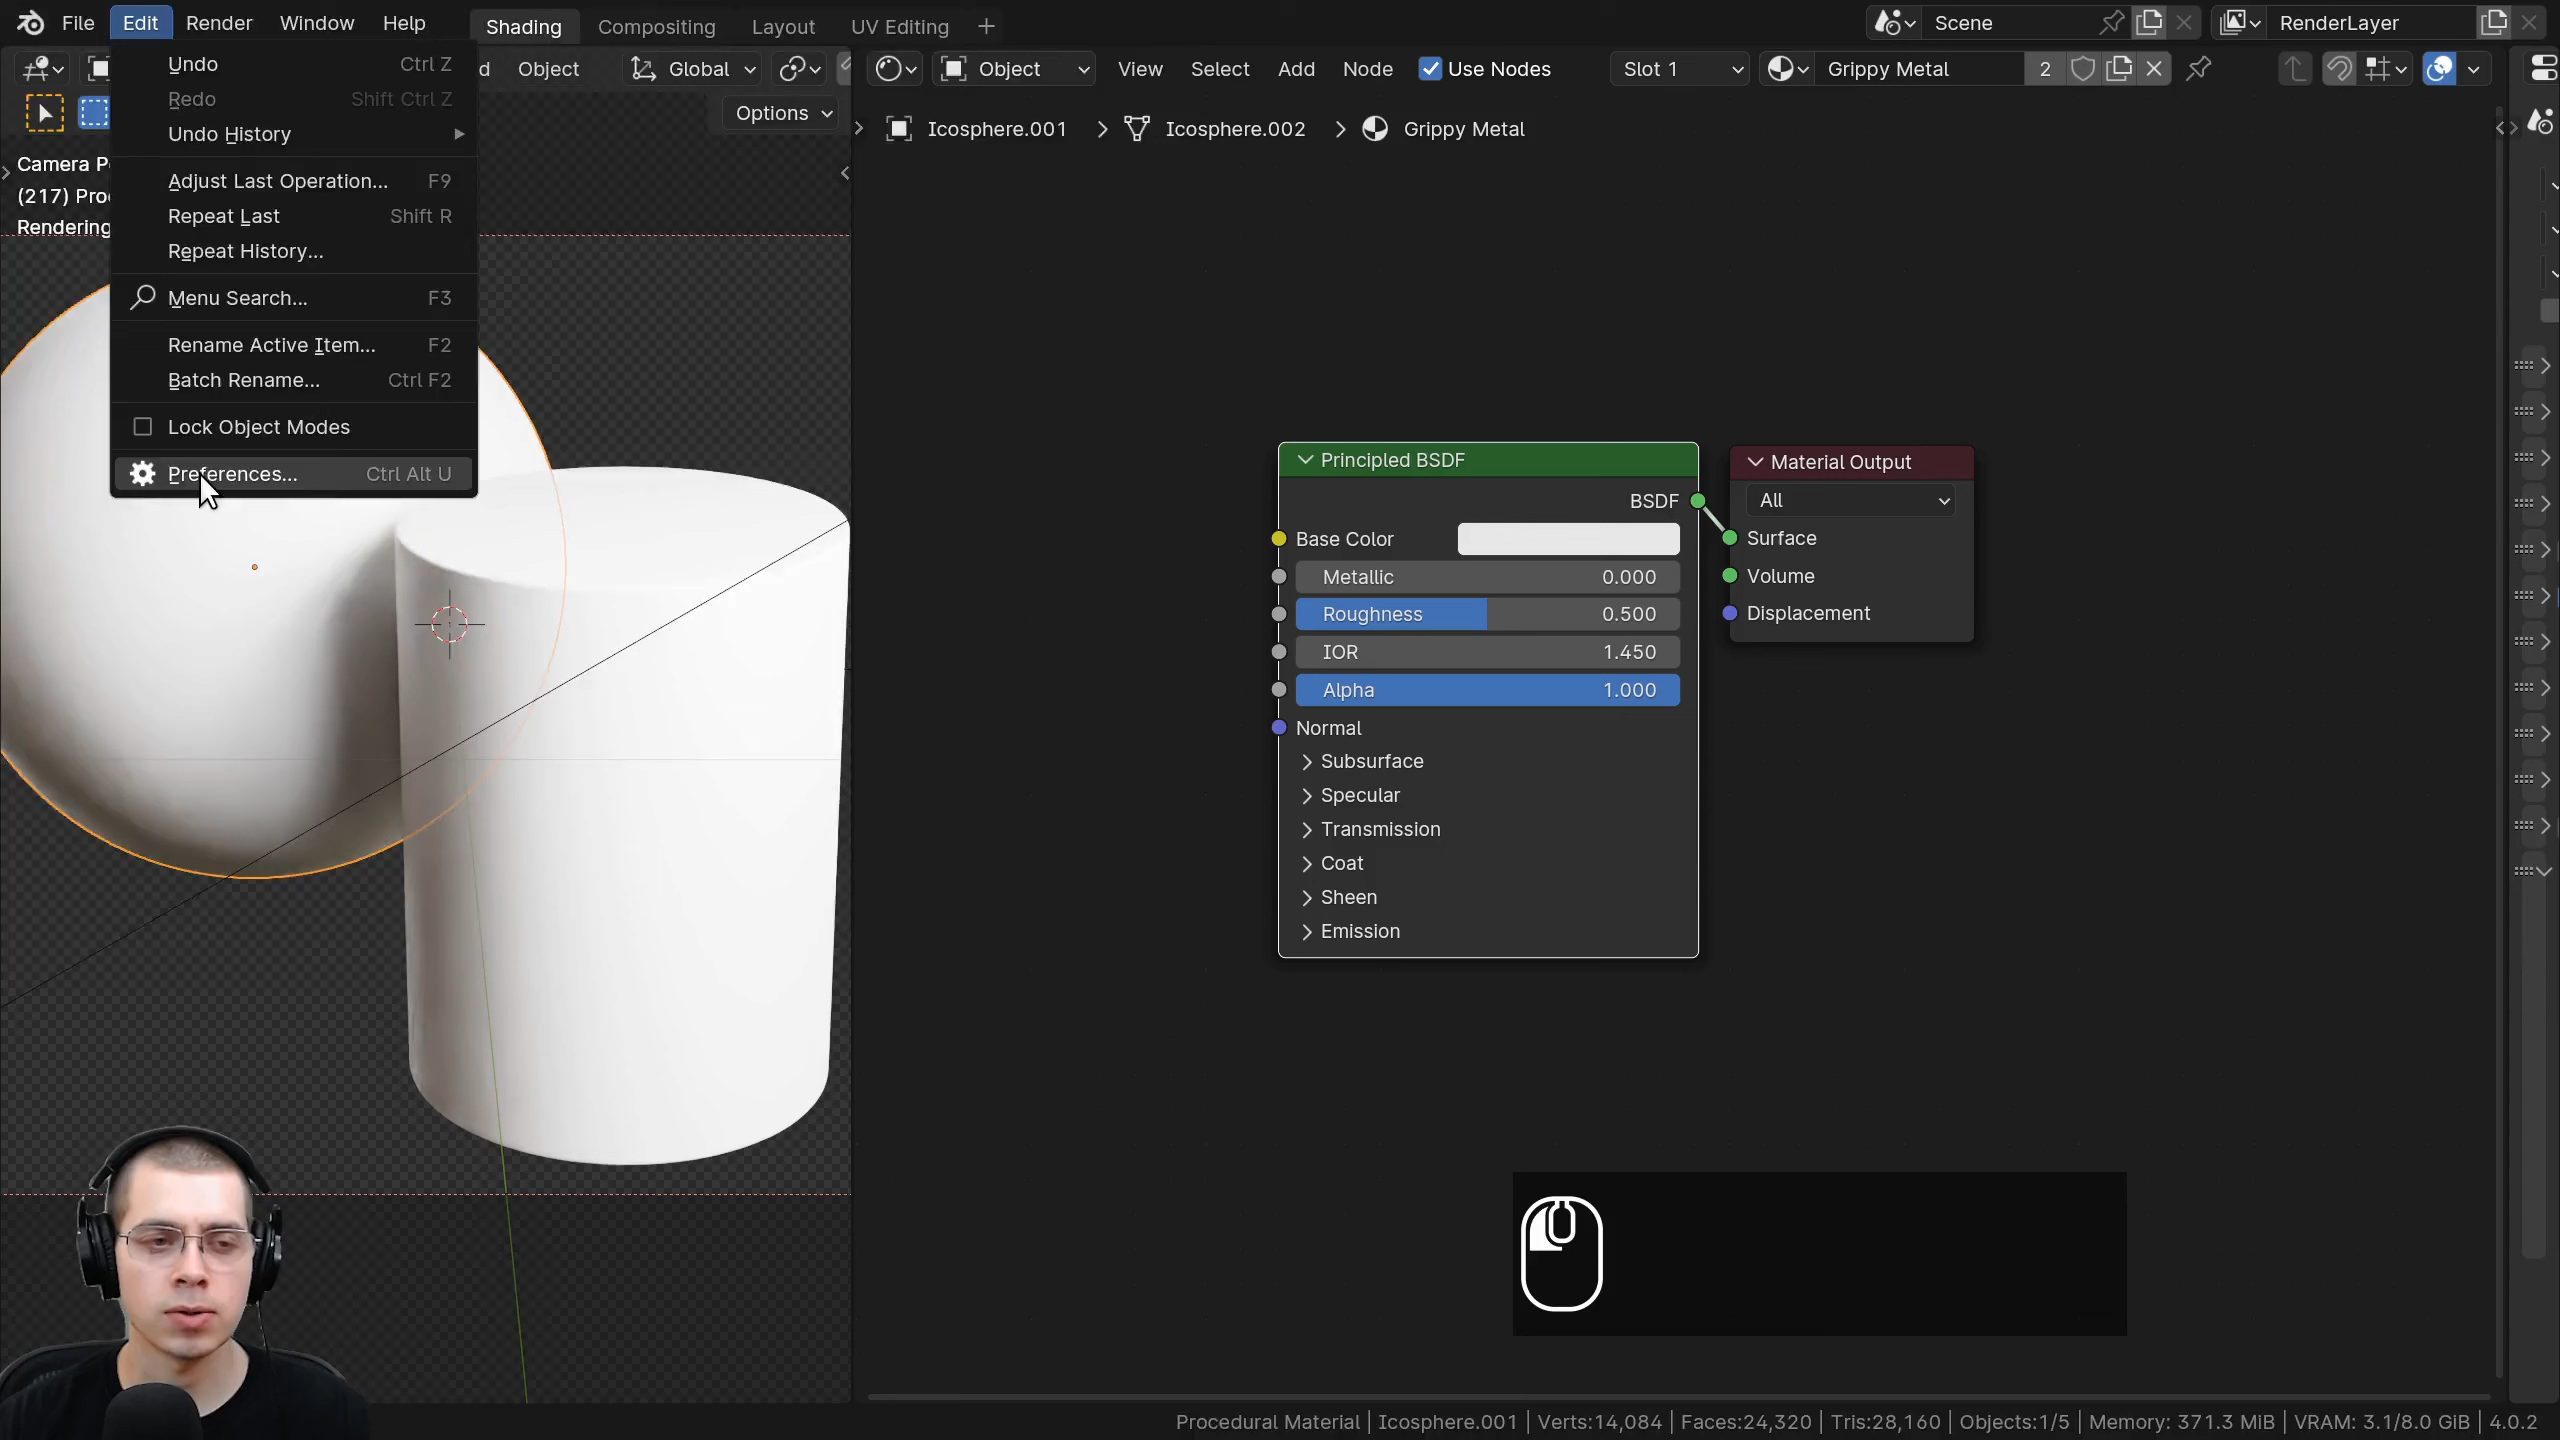 File Edit Render Window Help Shading Compositing Layout UV Editing + Scene RenderLayer
d Object Global Object View Select Add Node Use Nodes Slot 1 Grippy Metal 2
Options
Icosphere.001 Icosphere.002 Grippy Metal
Undo Ctrl Z
Redo Shift Ctrl Z
Undo History
Adjust Last Operation... F9
Repeat Last Shift R
Repeat History...
Menu Search... F3
Rename Active Item... F2
Batch Rename... Ctrl F2
Lock Object Modes
Preferences... Ctrl Alt U
Camera P
(217) Pro
Rendering
Principled BSDF
BSDF
Base Color
Metallic 0.000
Roughness 0.500
IOR 1.450
Alpha 1.000
Normal
Subsurface
Specular
Transmission
Coat
Sheen
Emission
Material Output
All
Surface
Volume
Displacement
Procedural Material | Icosphere.001 | Verts:14,084 | Faces:24,320 | Tris:28,160 | Objects:1/5 | Memory: 371.3 MiB | VRAM: 3.1/8.0 GiB | 4.0.2